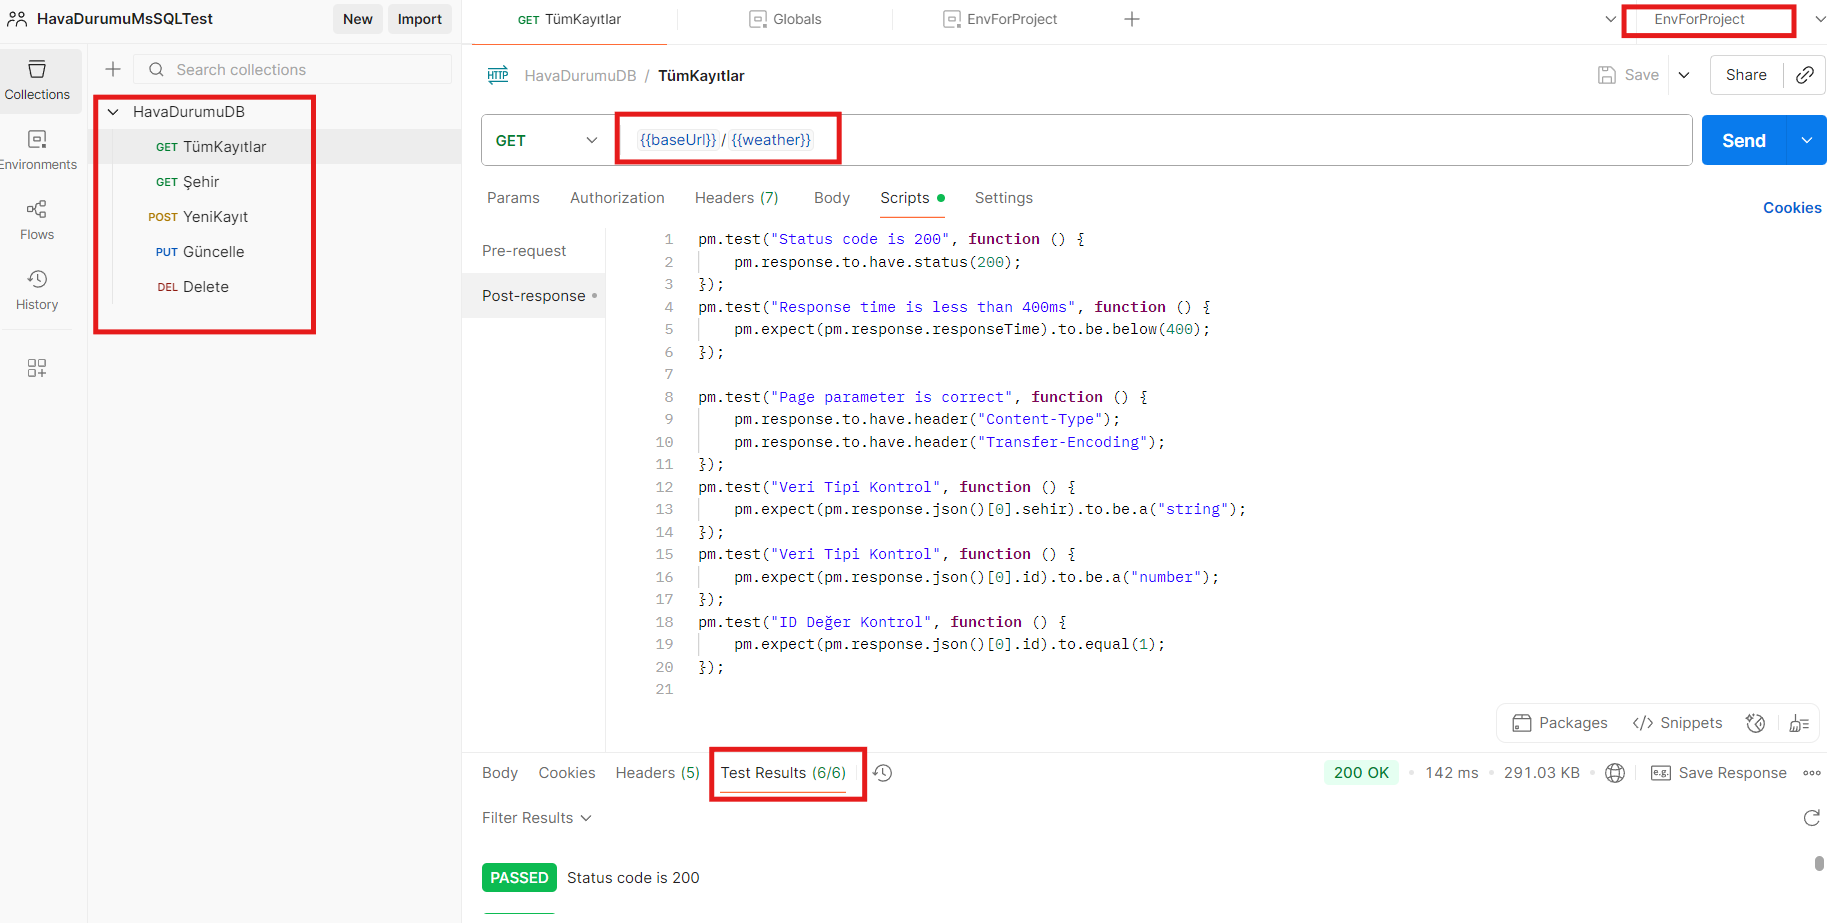 HavaDurumuMsSQLTest
New
Import
GET TümKayıtlar
Globals
EnvForProject
EnvForProject
Collections
Environments
Flows
History
Search collections
HavaDurumuDB
GET TümKayıtlar
GET Şehir
POST YeniKayıt
PUT Güncelle
DEL Delete
HTTP HavaDurumuDB / TümKayıtlar
Save
Share
GET
{{baseUrl}} / {{weather}}
Send
Params
Authorization
Headers (7)
Body
Scripts
Settings
Cookies
Pre-request
Post-response
1 pm.test("Status code is 200", function () {
2 pm.response.to.have.status(200);
3 });
4 pm.test("Response time is less than 400ms", function () {
5 pm.expect(pm.response.responseTime).to.be.below(400);
6 });
7
8 pm.test("Page parameter is correct", function () {
9 pm.response.to.have.header("Content-Type");
10 pm.response.to.have.header("Transfer-Encoding");
11 });
12 pm.test("Veri Tipi Kontrol", function () {
13 pm.expect(pm.response.json()[0].sehir).to.be.a("string");
14 });
15 pm.test("Veri Tipi Kontrol", function () {
16 pm.expect(pm.response.json()[0].id).to.be.a("number");
17 });
18 pm.test("ID Değer Kontrol", function () {
19 pm.expect(pm.response.json()[0].id).to.equal(1);
20 });
21
Packages
</> Snippets
Body
Cookies
Headers (5)
Test Results (6/6)
200 OK
142 ms
291.03 KB
e.g. Save Response
Filter Results
PASSED Status code is 200